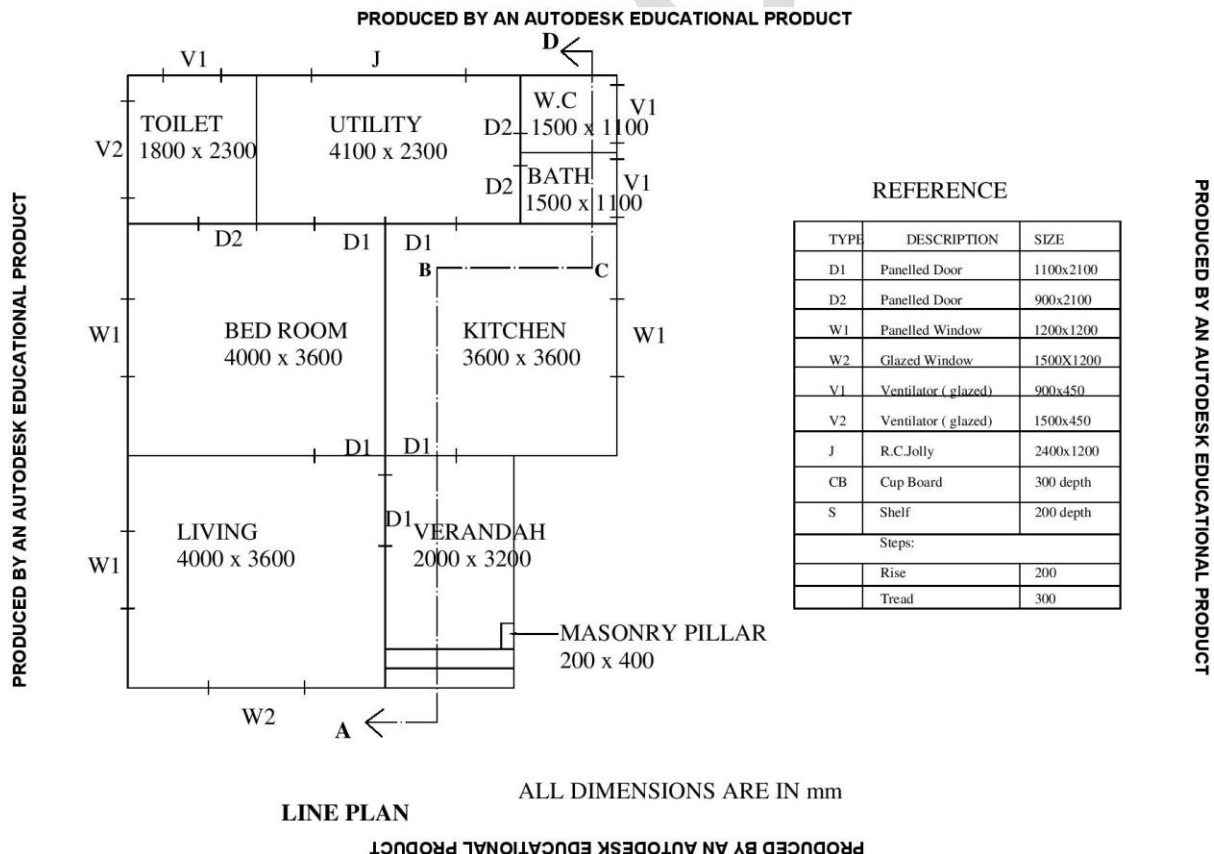 PRODUCED BY AN AUTODESK EDUCATIONAL PRODUCT
D
V1
J
TOILET
1800 x 2300
UTILITY
4100 x 2300
W.C
1500 x 1100
V1
V2
D2
BATH
1500 x 1100
V1
D2
D2
D1
D1
B
C
W1
BED ROOM
4000 x 3600
KITCHEN
3600 x 3600
W1
D1
D1
LIVING
4000 x 3600
D1
VERANDAH
2000 x 3200
W1
MASONRY PILLAR
200 x 400
W2
A
REFERENCE
TYPE DESCRIPTION SIZE
D1 Panelled Door 1100x2100
D2 Panelled Door 900x2100
W1 Panelled Window 1200x1200
W2 Glazed Window 1500X1200
V1 Ventilator ( glazed) 900x450
V2 Ventilator ( glazed) 1500x450
J R.C.Jolly 2400x1200
CB Cup Board 300 depth
S Shelf 200 depth
Steps:
Rise 200
Tread 300
ALL DIMENSIONS ARE IN mm
LINE PLAN
PRODUCED BY AN AUTODESK EDUCATIONAL PRODUCT
PRODUCED BY AN AUTODESK EDUCATIONAL PRODUCT
PRODUCED BY AN AUTODESK EDUCATIONAL PRODUCT